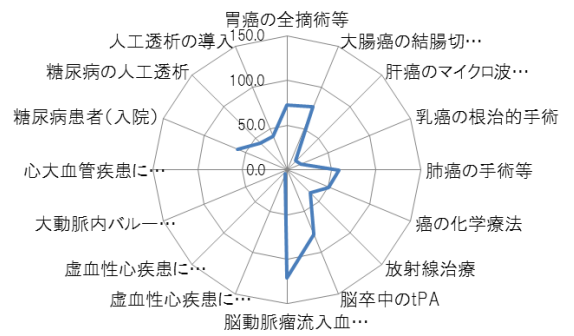 胃癌の全摘術等
大腸癌の結腸切…
肝癌のマイクロ波…
乳癌の根治的手術
肺癌の手術等
癌の化学療法
放射線治療
脳卒中のtPA
脳動脈瘤流入血…
虚血性心疾患に…
虚血性心疾患に…
大動脈内バルー…
心大血管疾患に…
糖尿病患者(入院)
糖尿病の人工透析
人工透析の導入
150.0
100.0
50.0
0.0